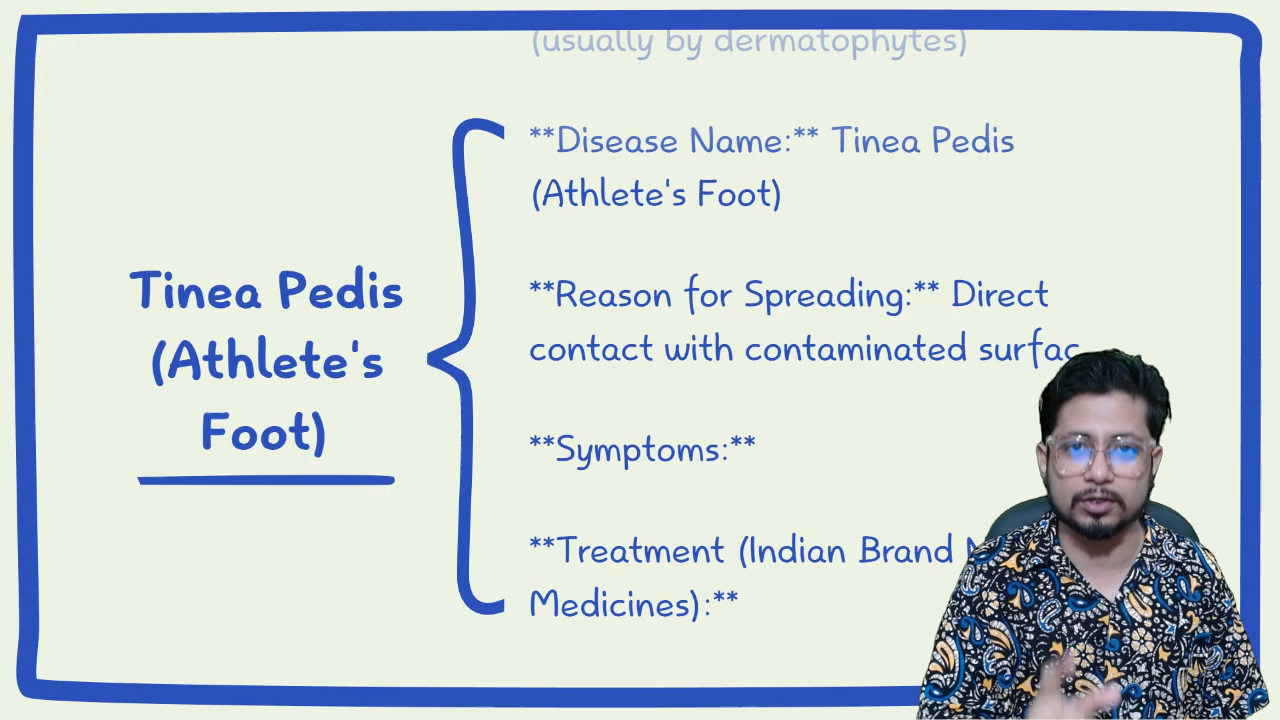 (usually by dermatophytes)
**Disease Name:** Tinea Pedis
(Athlete's Foot)
Tinea Pedis
(Athlete's
Foot)
**Reason for Spreading:** Direct
contact with contaminated
**Symptoms:**
**Treatment (Indian Brand
Medicines):**